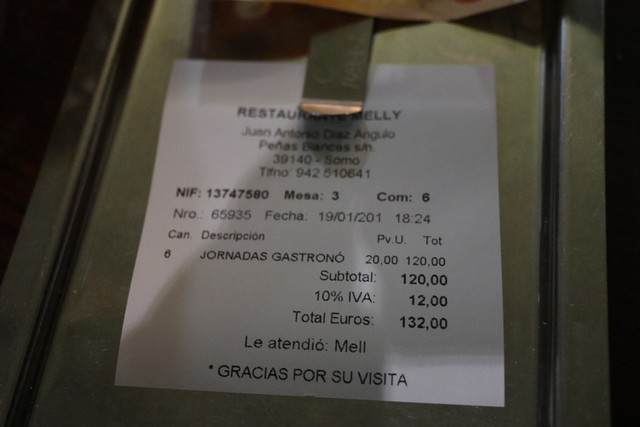 RESTAURANTE MELLY
Juan Antonio Diaz Angulo
Peñas Blancas s/n.
39140 - Somo
Tlfno: 942 510641
NIF: 13747580 Mesa: 3 Com: 6
Nro.: 65935 Fecha: 19/01/201 18:24
Can. Descripción Pv.U. Tot
6 JORNADAS GASTRONÓ 20,00 120,00
Subtotal: 120,00
10% IVA: 12,00
Total Euros: 132,00
Le atendió: Mell
* GRACIAS POR SU VISITA